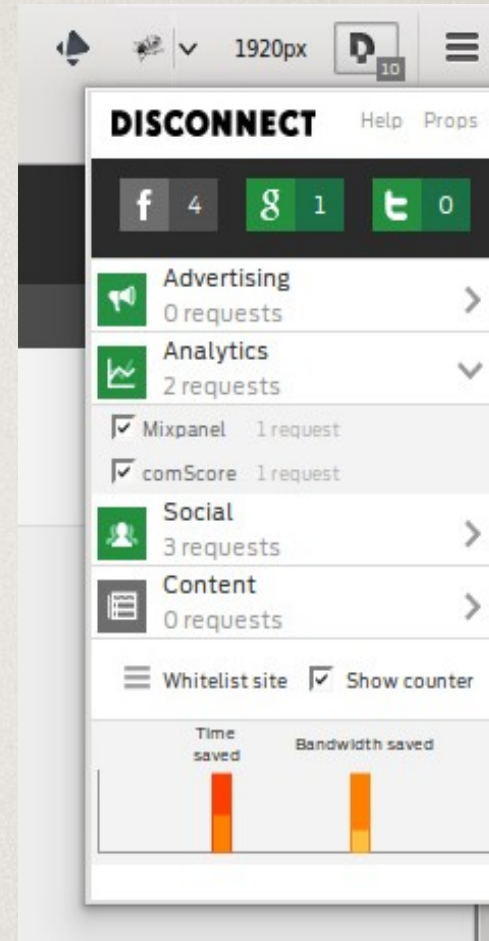 1920px
10
DISCONNECT Help Props
f 4 g 1 t 0
Advertising
0 requests
Analytics
2 requests
Mixpanel 1 request
comScore 1 request
Social
3 requests
Content
0 requests
Whitelist site Show counter
Time saved Bandwidth saved